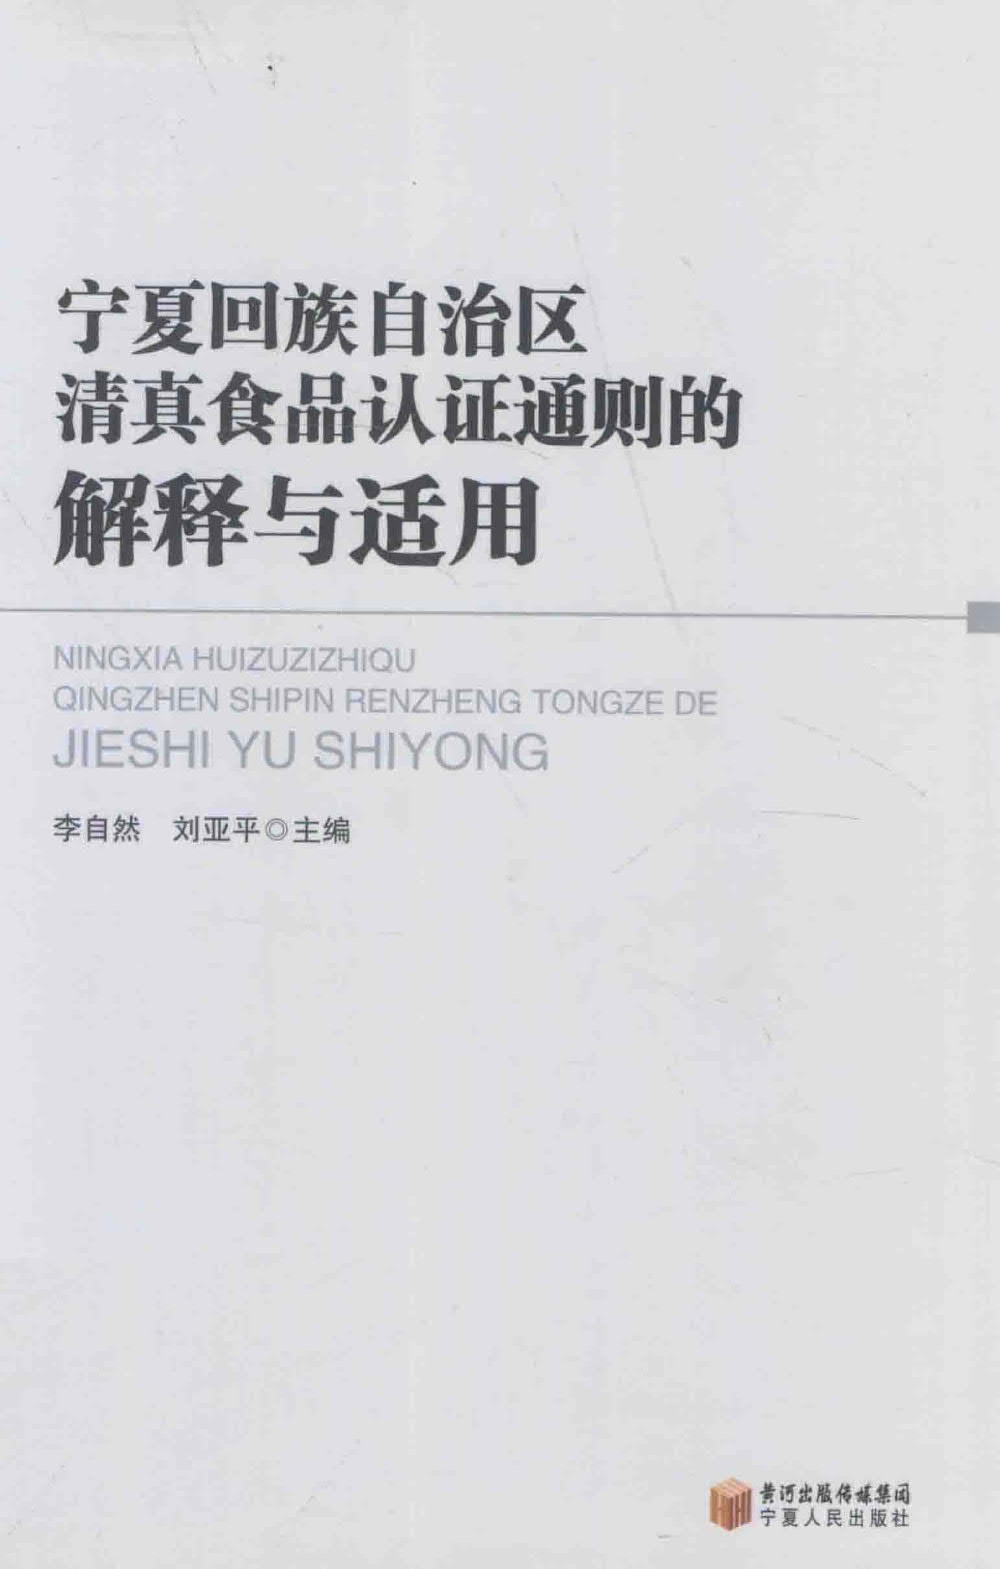 宁夏回族自治区
清真食品认证通则的
解释与适用
NINGXIA HUIZUZIZHIQU
QINGZHEN SHIPIN RENZHENG TONGZE DE
JIESHI YU SHIYONG
李自然 刘亚平◎主编
黄河出版传媒集团
宁夏人民出版社